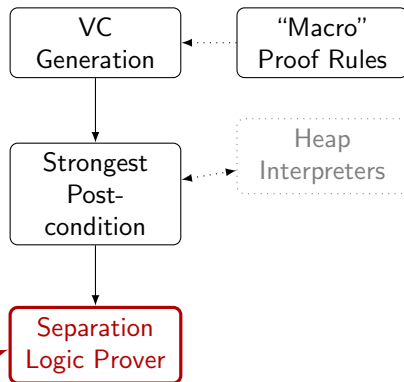 VC
Generation
“Macro”
Proof Rules
Strongest
Post-
condition
Heap
Interpreters
Separation
Logic Prover